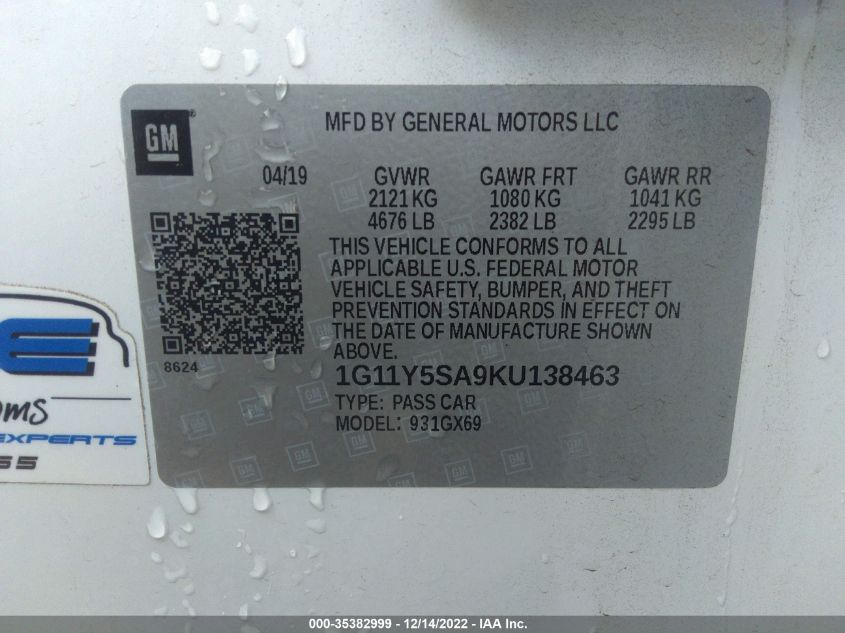 GM
MFD BY GENERAL MOTORS LLC
04/19 GVWR GAWR FRT GAWR RR
2121 KG 1080 KG 1041 KG
4676 LB 2382 LB 2295 LB
THIS VEHICLE CONFORMS TO ALL
APPLICABLE U.S. FEDERAL MOTOR
VEHICLE SAFETY, BUMPER, AND THEFT
PREVENTION STANDARDS IN EFFECT ON
THE DATE OF MANUFACTURE SHOWN
ABOVE.
8624
1G11Y5SA9KU138463
TYPE: PASS CAR
MODEL: 931GX69
EXPERTS
000-35382999 - 12/14/2022 - IAA Inc.